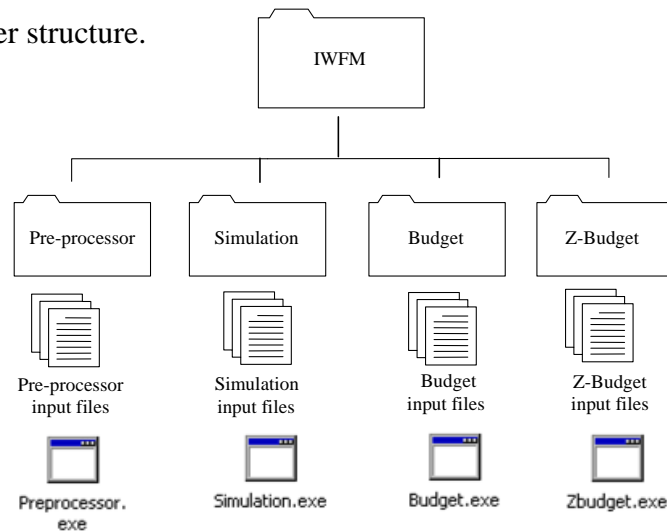 er structure.
IWFM
Pre-processor
Simulation
Budget
Z-Budget
Pre-processor
input files
Simulation
input files
Budget
input files
Z-Budget
input files
Preprocessor.
exe
Simulation.exe
Budget.exe
Zbudget.exe